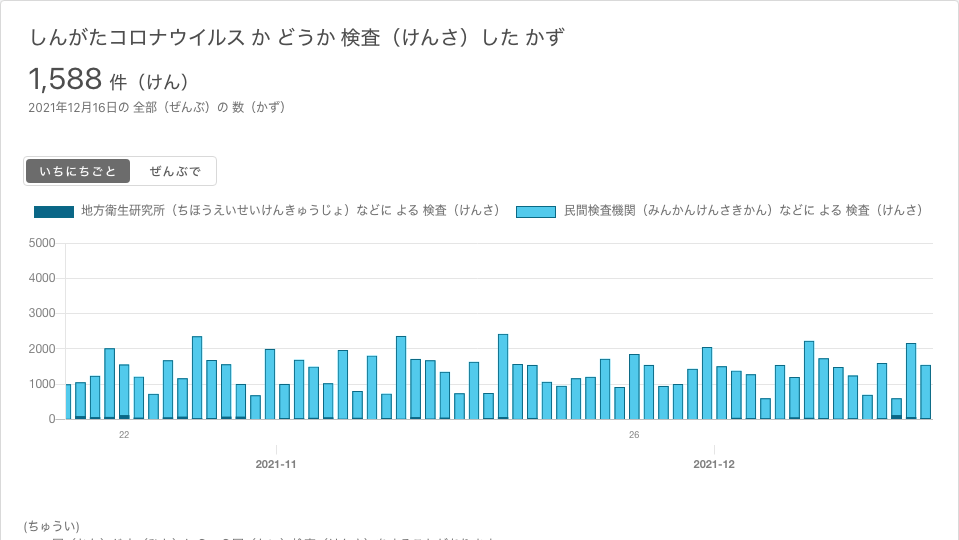 しんがたコロナウイルス か どうか 検査（けんさ）した かず
1,588 件（けん）
2021年12月16日の 全部（ぜんぶ）の 数（かず）
いちにちごと ぜんぶで
地方衛生研究所（ちほうえいせいけんきゅうじょ）などに よる 検査（けんさ） 民間検査機関（みんかんけんさきかん）などに よる 検査（けんさ）
5000
4000
3000
2000
1000
0
22 26
2021-11 2021-12
(ちゅうい)